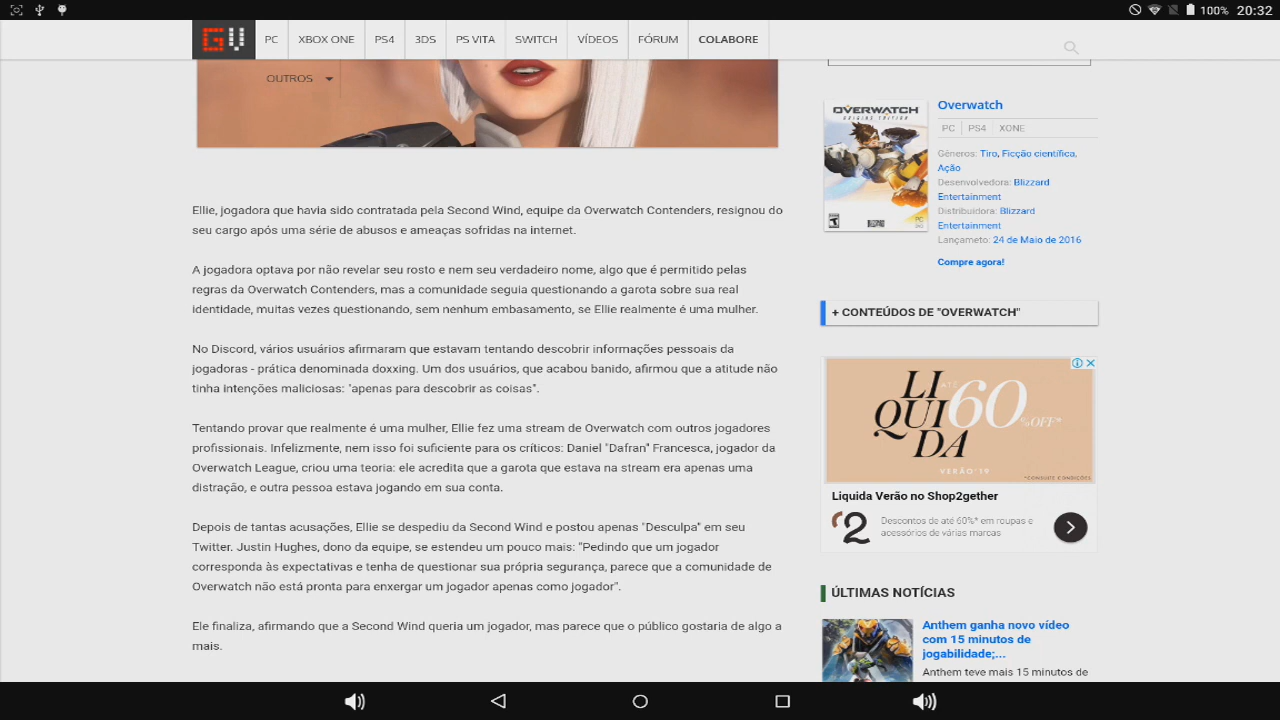 100% 20:32
GV PC XBOX ONE PS4 3DS PS VITA SWITCH VÍDEOS FÓRUM COLABORE
OUTROS
Ellie, jogadora que havia sido contratada pela Second Wind, equipe da Overwatch Contenders, resignou do
seu cargo após uma série de abusos e ameaças sofridas na internet.
A jogadora optava por não revelar seu rosto e nem seu verdadeiro nome, algo que é permitido pelas
regras da Overwatch Contenders, mas a comunidade seguia questionando a garota sobre sua real
identidade, muitas vezes questionando, sem nenhum embasamento, se Ellie realmente é uma mulher.
No Discord, vários usuários afirmaram que estavam tentando descobrir informações pessoais da
jogadoras - prática denominada doxxing. Um dos usuários, que acabou banido, afirmou que a atitude não
tinha intenções maliciosas: "apenas para descobrir as coisas".
Tentando provar que realmente é uma mulher, Ellie fez uma stream de Overwatch com outros jogadores
profissionais. Infelizmente, nem isso foi suficiente para os críticos: Daniel "Dafran" Francesca, jogador da
Overwatch League, criou uma teoria: ele acredita que a garota que estava na stream era apenas uma
distração, e outra pessoa estava jogando em sua conta.
Depois de tantas acusações, Ellie se despediu da Second Wind e postou apenas "Desculpa" em seu
Twitter. Justin Hughes, dono da equipe, se estendeu um pouco mais: "Pedindo que um jogador
corresponda às expectativas e tenha de questionar sua própria segurança, parece que a comunidade de
Overwatch não está pronta para enxergar um jogador apenas como jogador".
Ele finaliza, afirmando que a Second Wind queria um jogador, mas parece que o público gostaria de algo a
mais.
OVERWATCH
ORIGINS EDITION
Overwatch
PC PS4 XONE
Gêneros: Tiro, Ficção científica,
Ação
Desenvolvedora: Blizzard
Entertainment
Distribuidora: Blizzard
Entertainment
Lançameto: 24 de Maio de 2016
Compre agora!
+ CONTEÚDOS DE "OVERWATCH"
LI
QUI
DA
ATÉ
60%OFF*
VERÃO'19
*CONSULTE CONDIÇÕES
Liquida Verão no Shop2gether
2
Descontos de até 60%* em roupas e
acessórios de várias marcas
ÚLTIMAS NOTÍCIAS
Anthem ganha novo vídeo
com 15 minutos de
jogabilidade;...
Anthem teve mais 15 minutos de